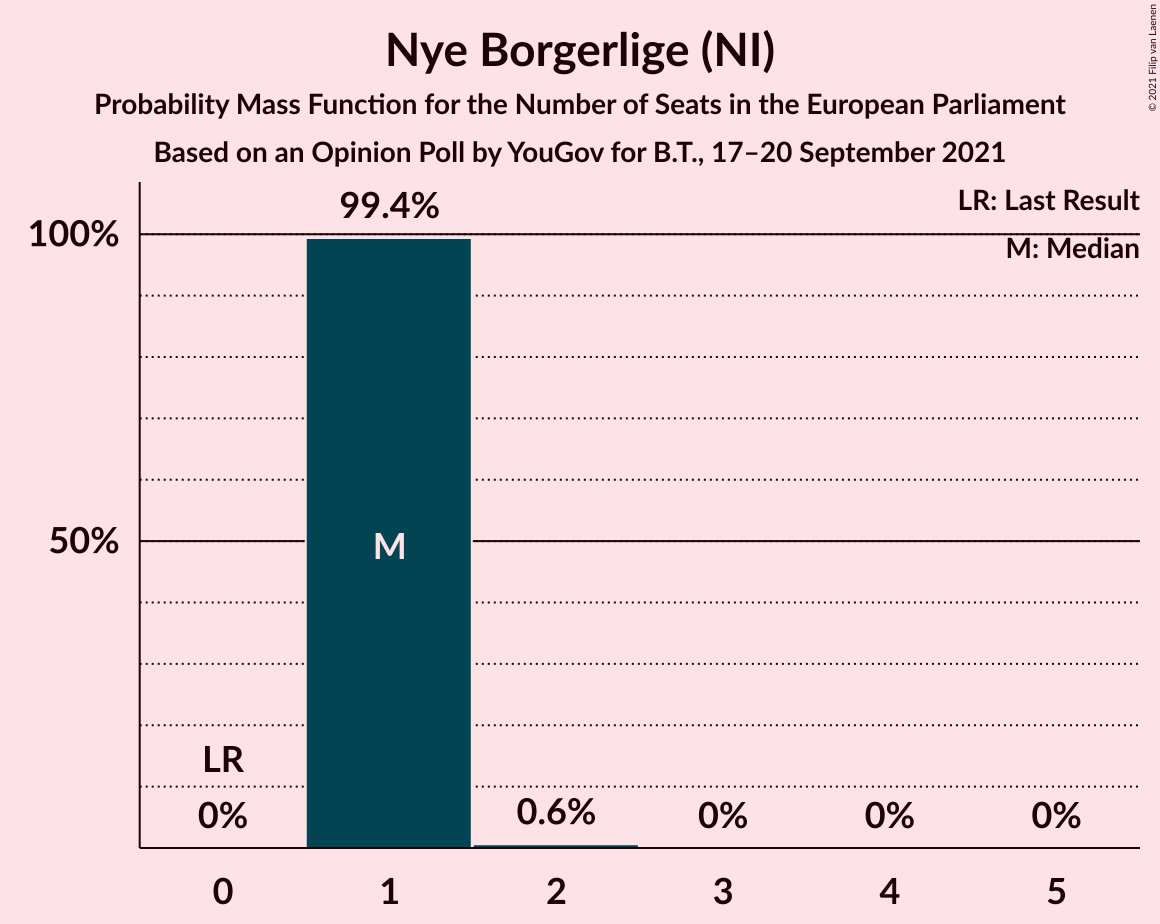 Nye Borgerlige (NI)
Probability Mass Function for the Number of Seats in the European Parliament
Based on an Opinion Poll by YouGov for B.T., 17–20 September 2021
© 2021 Filip van Laenen
LR: Last Result
M: Median
100%
50%
99.4%
M
LR
0%
0.6%
0%
0%
0%
0 1 2 3 4 5